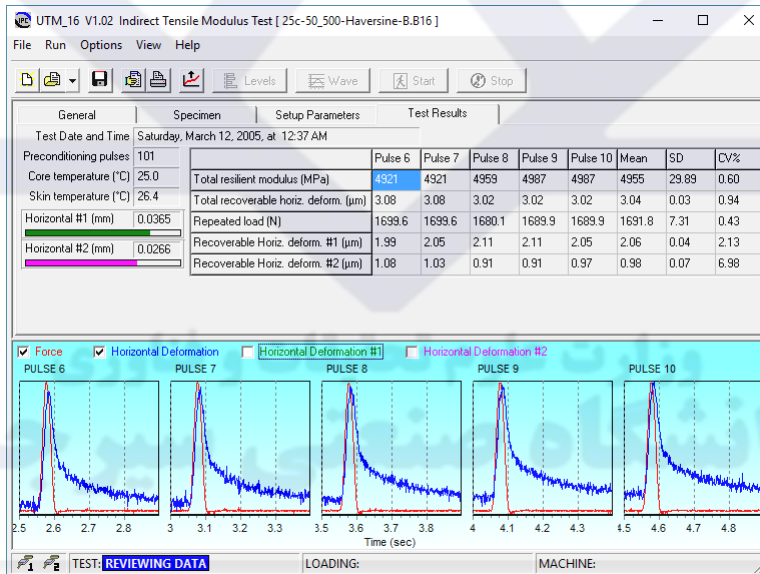 UTM_16 V1.02 Indirect Tensile Modulus Test [ 25c-50_500-Haversine-B.B16 ]
File Run Options View Help
Levels Wave Start Stop
General Specimen Setup Parameters Test Results
Test Date and Time Saturday, March 12, 2005, at 12:37 AM
Preconditioning pulses 101
Core temperature (°C) 25.0
Skin temperature (°C) 26.4
Horizontal #1 (mm) 0.0365
Horizontal #2 (mm) 0.0266
Pulse 6 Pulse 7 Pulse 8 Pulse 9 Pulse 10 Mean SD CV%
Total resilient modulus (MPa) 4921 4921 4959 4987 4987 4955 29.89 0.60
Total recoverable horiz. deform. (µm) 3.08 3.08 3.02 3.02 3.02 3.04 0.03 0.94
Repeated load (N) 1699.6 1699.6 1680.1 1689.9 1689.9 1691.8 7.31 0.43
Recoverable Horiz. deform. #1 (µm) 1.99 2.05 2.11 2.11 2.05 2.06 0.04 2.13
Recoverable Horiz. deform. #2 (µm) 1.08 1.03 0.91 0.91 0.97 0.98 0.07 6.98
Force Horizontal Deformation Horizontal Deformation #1 Horizontal Deformation #2
PULSE 6 PULSE 7 PULSE 8 PULSE 9 PULSE 10
2.5 2.6 2.7 2.8 3 3.1 3.2 3.3 3.5 3.6 3.7 3.8 4 4.1 4.2 4.3 4.5 4.6 4.7 4.8
Time (sec)
1 2 TEST: REVIEWING DATA LOADING: MACHINE: